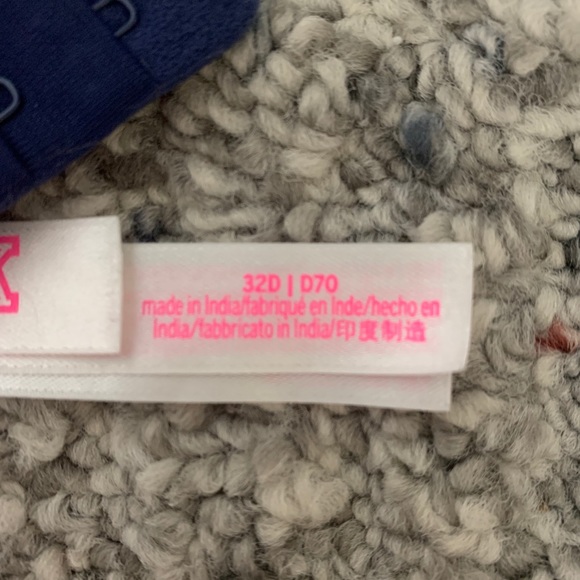 K
32D | D70
made in India/fabriqué en Inde/hecho en
India/fabbricato in India/印度制造